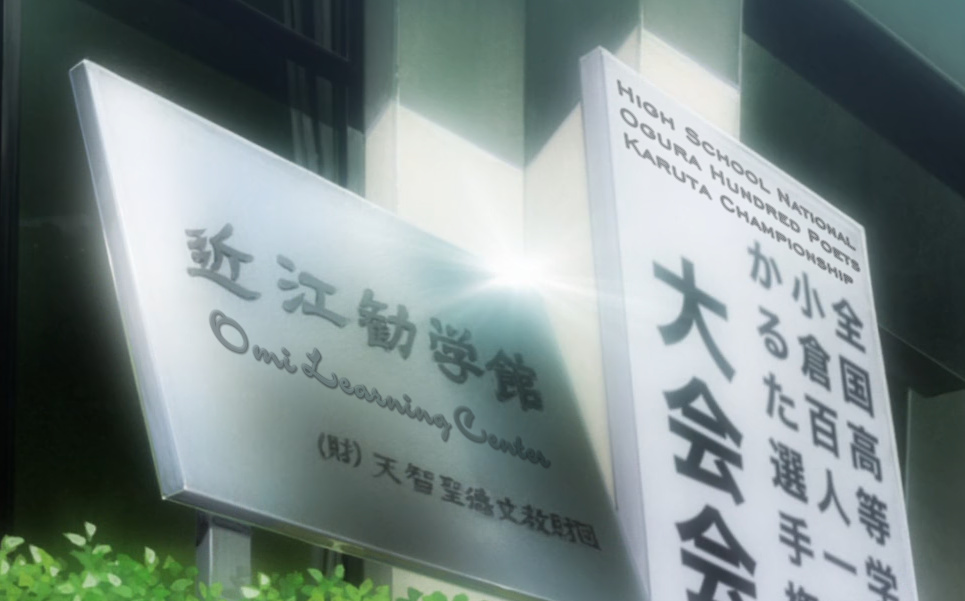 近江勧学館
Omi Learning Center
(財)天智聖徳文教財団
HIGH SCHOOL NATIONAL
OGURA HUNDRED POETS
KARUTA CHAMPIONSHIP
全国高等学
小倉百人一
かるた選手権
大会会